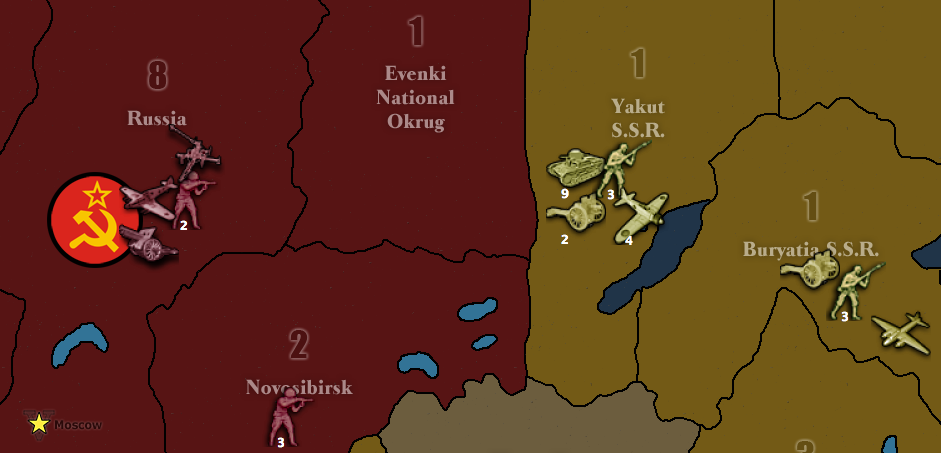 1
Evenki
National
Okrug
8
Russia
2
1
Yakut
S.S.R.
9
3
2
4
1
Buryatia S.S.R.
3
2
Novosibirsk
3
Moscow